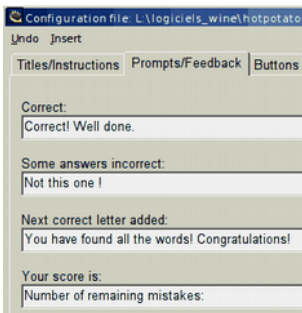 Configuration file: L:\logiciels_wine\hotpotato
Undo Insert
Titles/Instructions Prompts/Feedback Buttons
Correct:
Correct! Well done.
Some answers incorrect:
Not this one !
Next correct letter added:
You have found all the words! Congratulations!
Your score is:
Number of remaining mistakes: